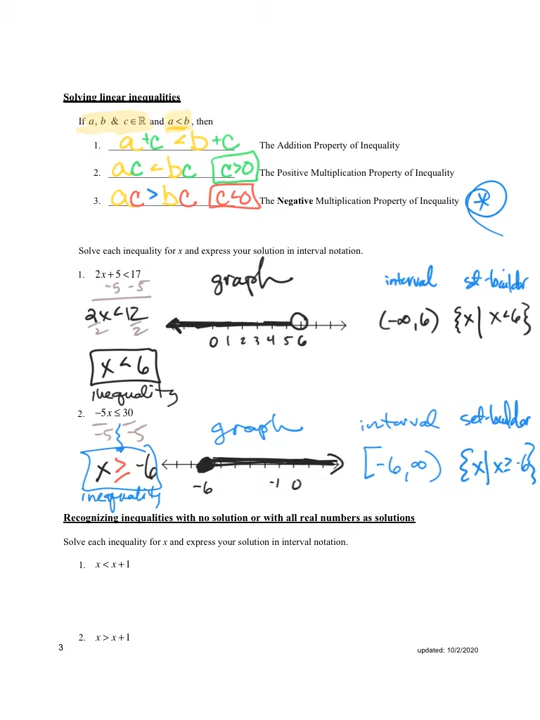 Solving linear inequalities
If a, b & c ∈ ℝ and a < b, then
1. a + c < b + c The Addition Property of Inequality
2. ac < bc c > 0 The Positive Multiplication Property of Inequality
3. ac > bc c < 0 The Negative Multiplication Property of Inequality *
Solve each inequality for x and express your solution in interval notation.
1. 2x + 5 < 17 graph interval set-builder
-5 -5
2x < 12 (-∞, 6) {x | x < 6}
2 2 0 1 2 3 4 5 6
x < 6
inequality
2. −5x ≤ 30 graph interval set-builder
-5 -5
x ≥ -6 [-6, ∞) {x | x ≥ -6}
inequality -6 -1 0
Recognizing inequalities with no solution or with all real numbers as solutions
Solve each inequality for x and express your solution in interval notation.
1. x < x + 1
2. x > x + 1
3 updated: 10/2/2020